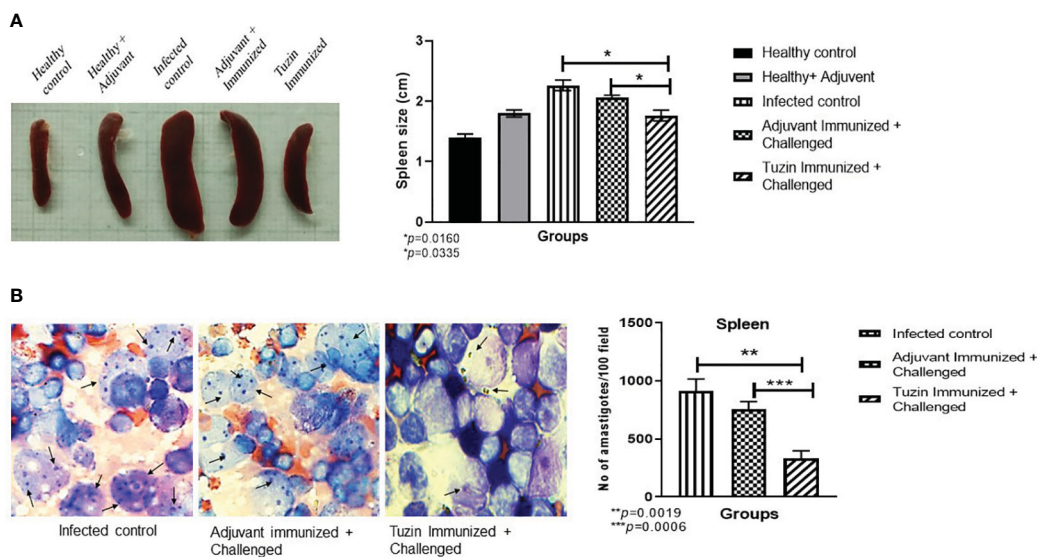 A
Healthy
control
Healthy+
Adjuvant
Infected
control
Adjuvant +
Immunized
Tuzin
Immunized
Spleen size (cm)
3
2
1
0
*
*
Groups
*p=0.0160
*p=0.0335
Healthy control
Healthy+ Adjuvent
Infected control
Adjuvant Immunized +
Challenged
Tuzin Immunized +
Challenged
B
Infected control
Adjuvant immunized +
Challenged
Tuzin Immunized +
Challenged
Spleen
No of amastigotes/100 field
1500
1000
500
0
**
***
Groups
**p=0.0019
***p=0.0006
Infected control
Adjuvant Immunized +
Challenged
Tuzin Immunized +
Challenged